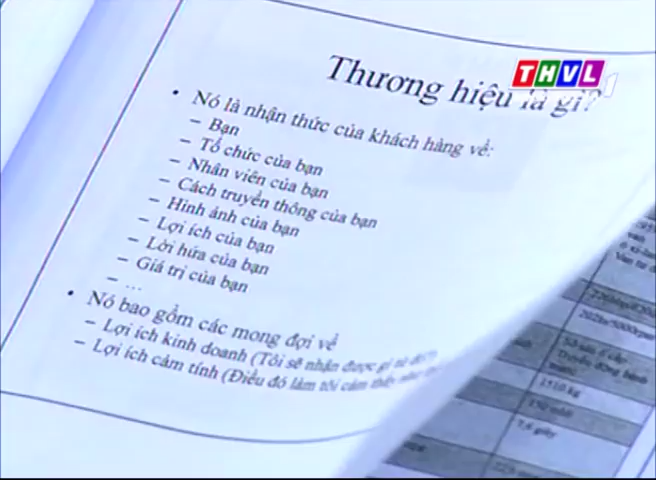 THVL1
Thương hiệu là gì?
• Nó là nhận thức của khách hàng về:
– Bạn
– Tổ chức của bạn
– Nhân viên của bạn
– Cách truyền thông của bạn
– Hình ảnh của bạn
– Lợi ích của bạn
– Lời hứa của bạn
– Giá trị của bạn
– ...
• Nó bao gồm các mong đợi về
– Lợi ích kinh doanh (Tôi sẽ nhận được gì từ đó?)
– Lợi ích cảm tính (Điều đó làm tôi cảm thấy như
1510 kg
7,6 giây